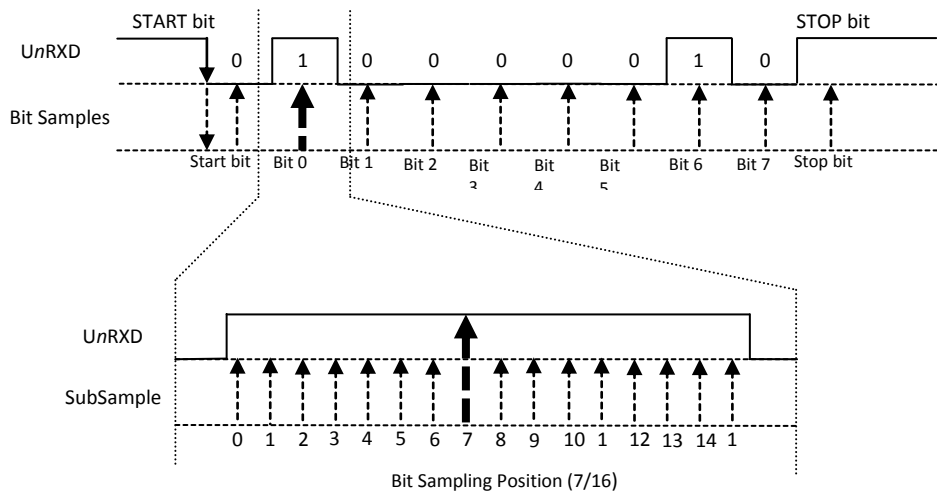 START bit
STOP bit
UnRXD
0 1 0 0 0 0 0 1 0
Bit Samples
Start bit Bit 0 Bit 1 Bit 2 Bit Bit Bit Bit 6 Bit 7 Stop bit
UnRXD
SubSample
0 1 2 3 4 5 6 7 8 9 10 1 12 13 14 1
Bit Sampling Position (7/16)